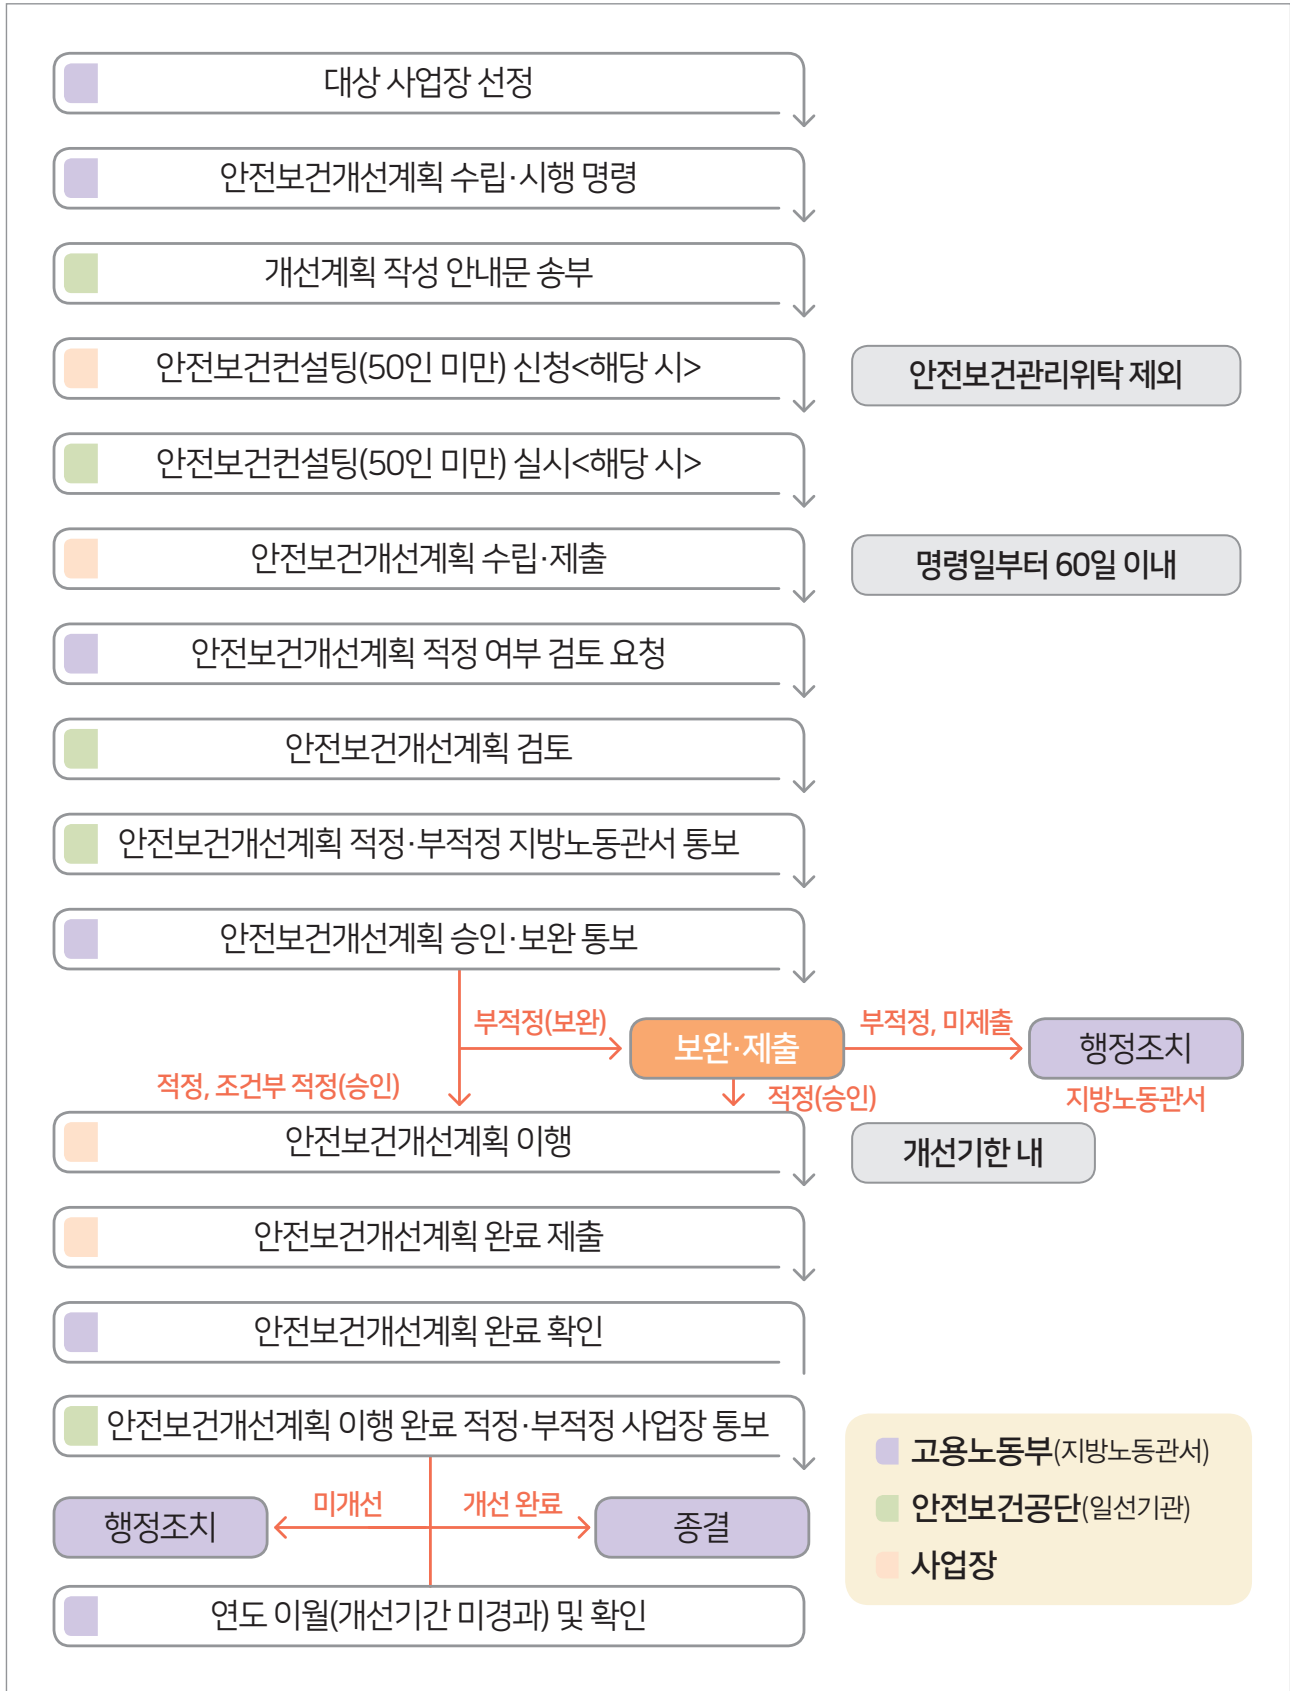 대상 사업장 선정
안전보건개선계획 수립·시행 명령
개선계획 작성 안내문 송부
안전보건컨설팅(50인 미만) 신청<해당 시>
안전보건관리위탁 제외
안전보건컨설팅(50인 미만) 실시<해당 시>
안전보건개선계획 수립·제출
명령일부터 60일 이내
안전보건개선계획 적정 여부 검토 요청
안전보건개선계획 검토
안전보건개선계획 적정·부적정 지방노동관서 통보
안전보건개선계획 승인·보완 통보
부적정(보완)
보완·제출
부적정, 미제출
행정조치
적정, 조건부 적정(승인)
적정(승인)
지방노동관서
안전보건개선계획 이행
개선기한 내
안전보건개선계획 완료 제출
안전보건개선계획 완료 확인
안전보건개선계획 이행 완료 적정·부적정 사업장 통보
행정조치
미개선
개선 완료
종결
연도 이월(개선기간 미경과) 및 확인
고용노동부(지방노동관서)
안전보건공단(일선기관)
사업장